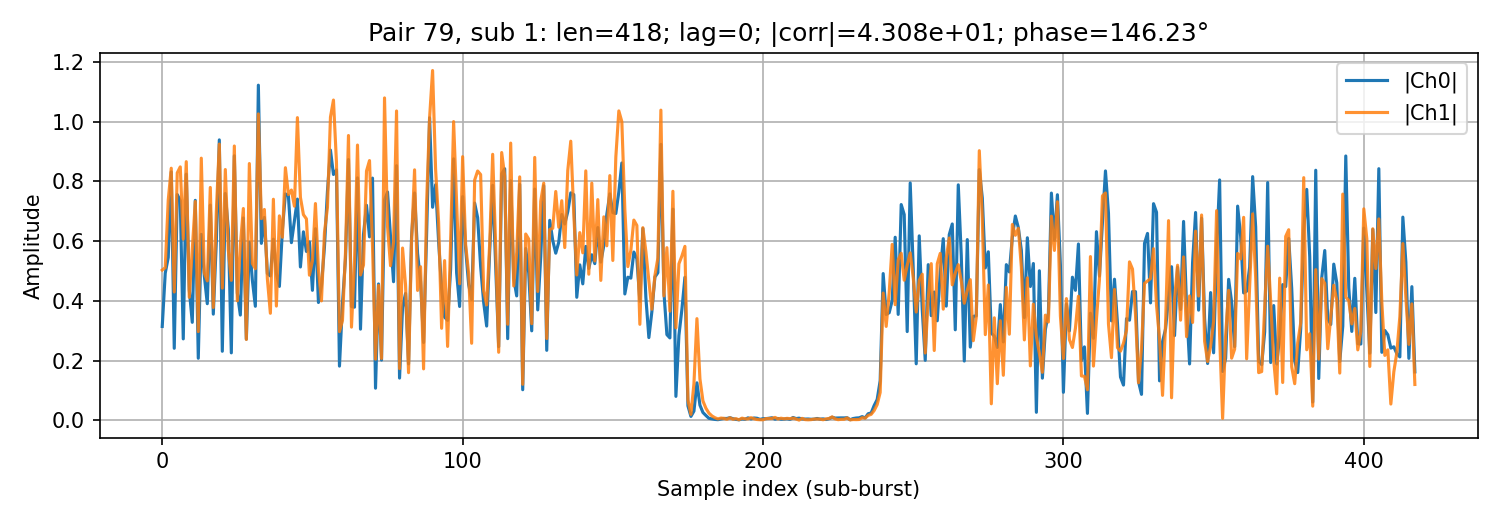 Pair 79, sub 1: len=418; lag=0; |corr|=4.308e+01; phase=146.23°
|Ch0|
|Ch1|
Amplitude
1.2
1.0
0.8
0.6
0.4
0.2
0.0
0 100 200 300 400
Sample index (sub-burst)